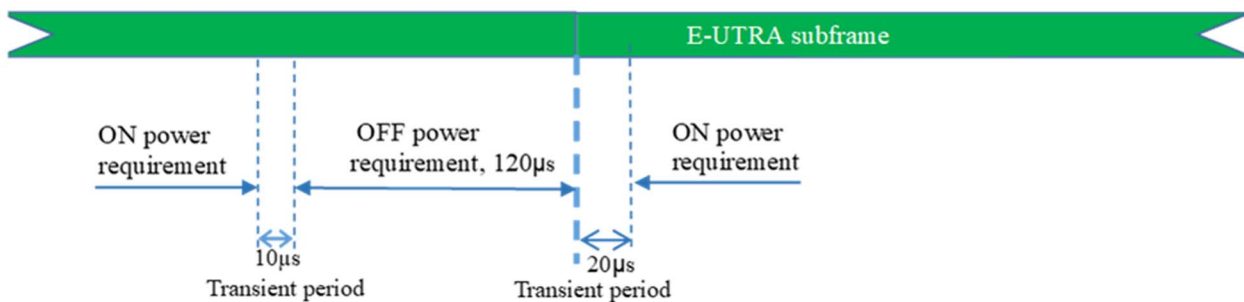 E-UTRA subframe
ON power
requirement
OFF power
requirement, 120μs
ON power
requirement
10μs
Transient period
20μs
Transient period